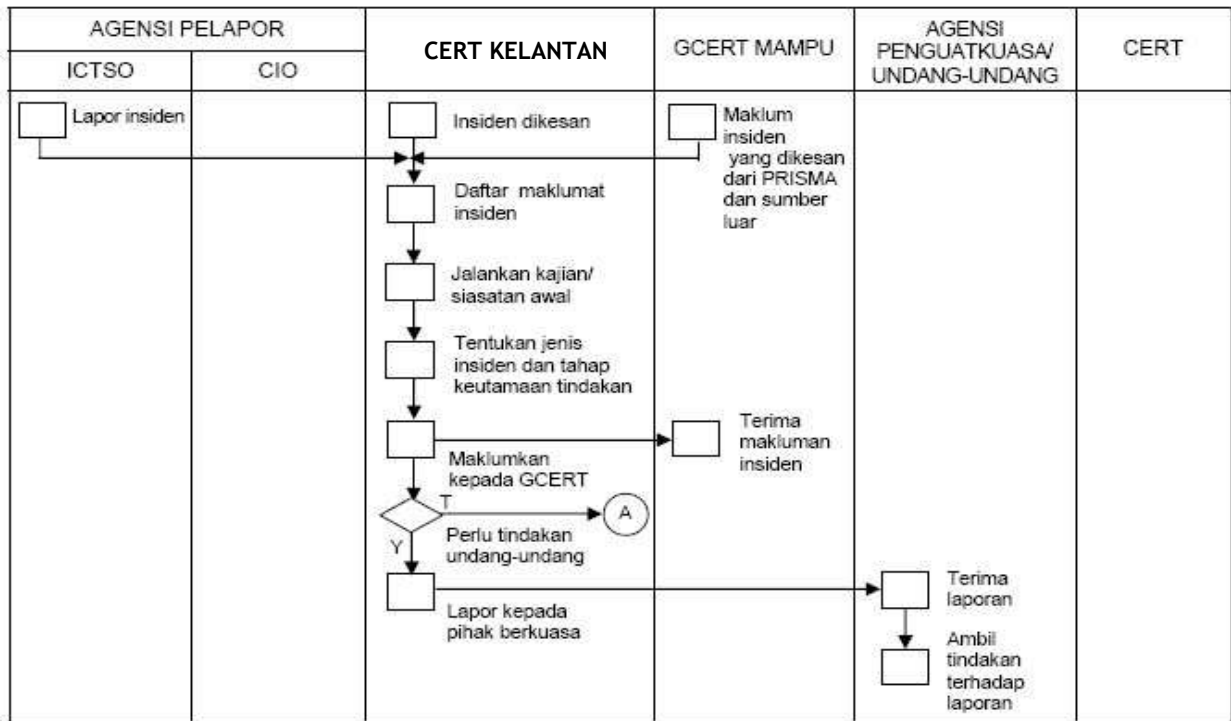 AGENSI PELAPOR
ICTSO
CIO
CERT KELANTAN
GCERT MAMPU
AGENSI
PENGUATKUASA/
UNDANG-UNDANG
CERT
Lapor insiden
Insiden dikesan
Maklum
insiden
yang dikesan
dari PRISMA
dan sumber
luar
Daftar maklumat
insiden
Jalankan kajian/
siasatan awal
Tentukan jenis
insiden dan tahap
keutamaan tindakan
Maklumkan
kepada GCERT
Terima
makluman
insiden
T
A
Perlu tindakan
undang-undang
Y
Lapor kepada
pihak berkuasa
Terima
laporan
Ambil
tindakan
terhadap
laporan